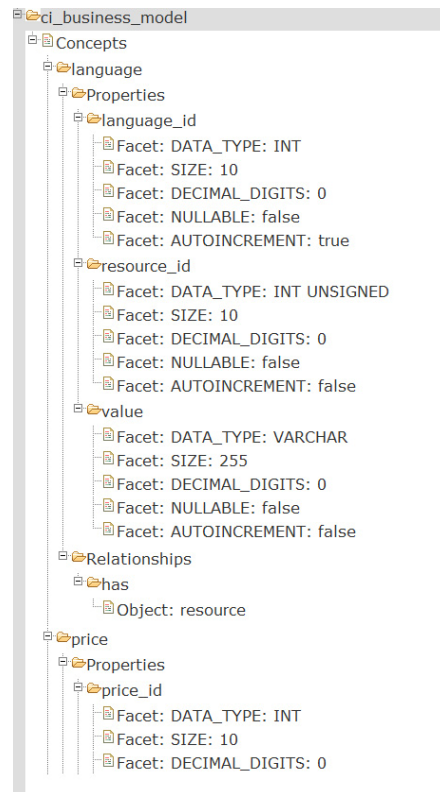 ci_business_model
Concepts
language
Properties
language_id
Facet: DATA_TYPE: INT
Facet: SIZE: 10
Facet: DECIMAL_DIGITS: 0
Facet: NULLABLE: false
Facet: AUTOINCREMENT: true
resource_id
Facet: DATA_TYPE: INT UNSIGNED
Facet: SIZE: 10
Facet: DECIMAL_DIGITS: 0
Facet: NULLABLE: false
Facet: AUTOINCREMENT: false
value
Facet: DATA_TYPE: VARCHAR
Facet: SIZE: 255
Facet: DECIMAL_DIGITS: 0
Facet: NULLABLE: false
Facet: AUTOINCREMENT: false
Relationships
has
Object: resource
price
Properties
price_id
Facet: DATA_TYPE: INT
Facet: SIZE: 10
Facet: DECIMAL_DIGITS: 0